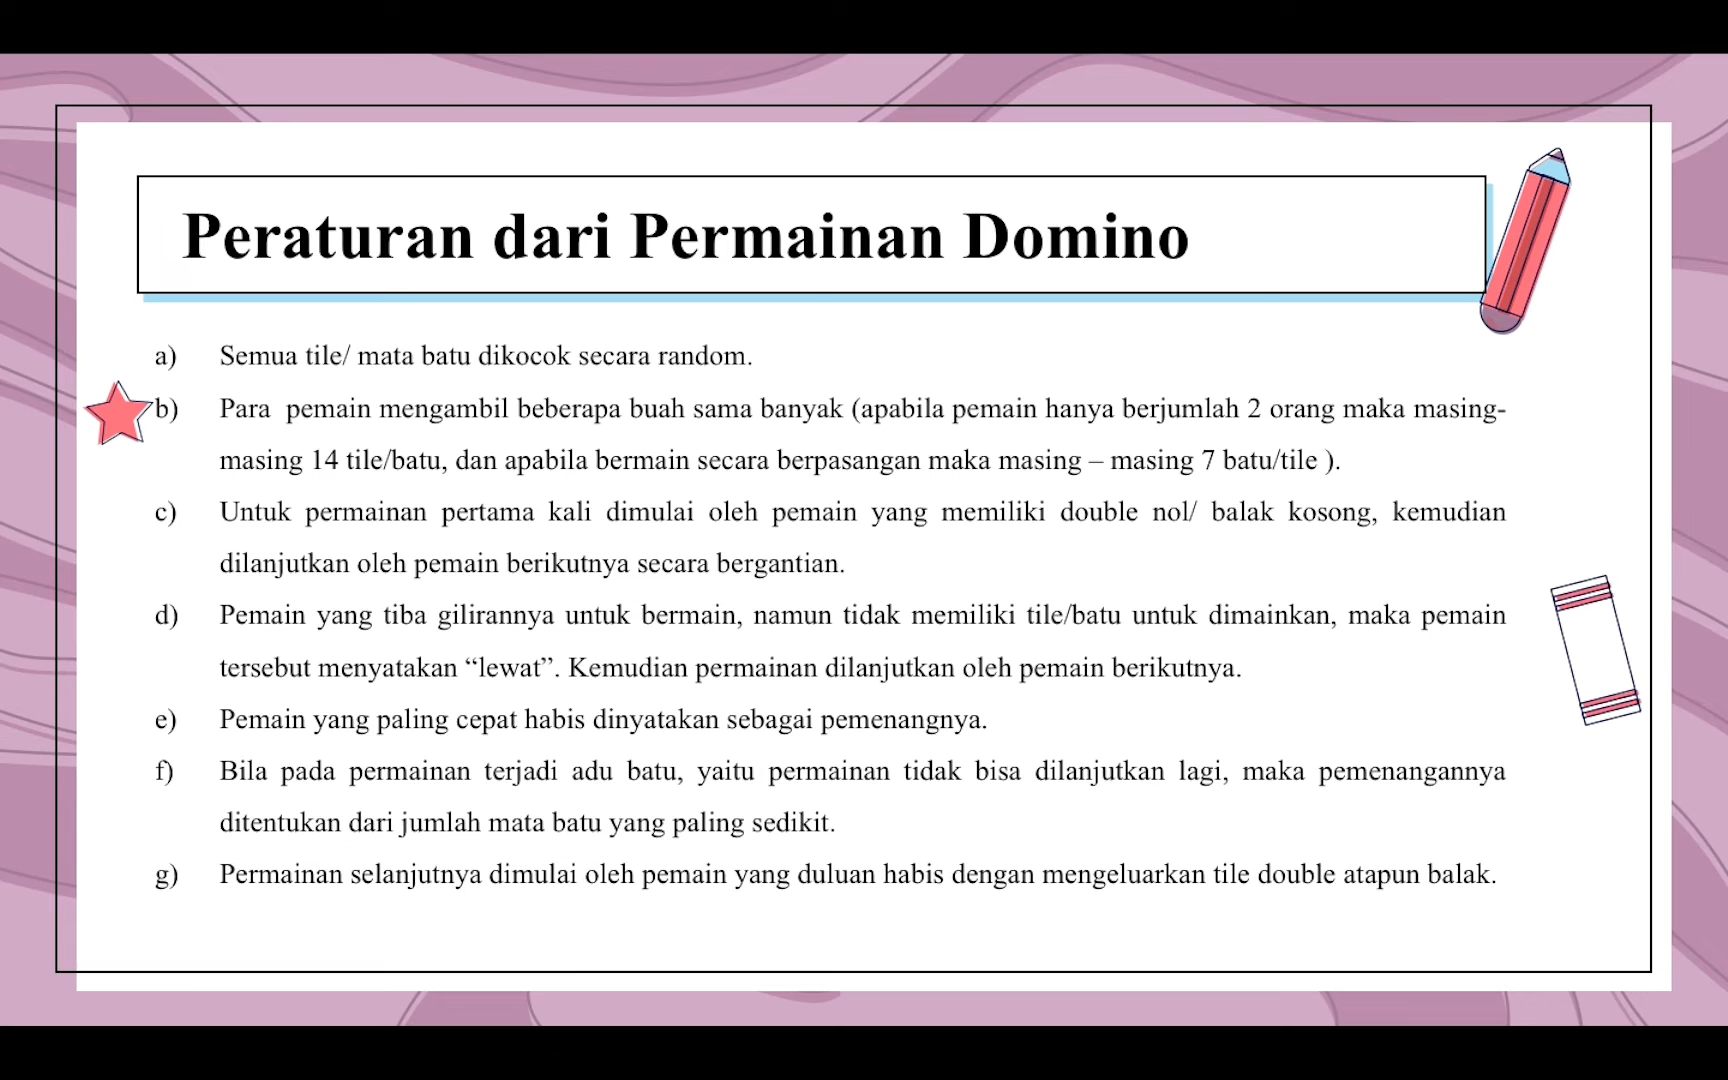 Peraturan dari Permainan Domino
a) Semua tile/ mata batu dikocok secara random.
b) Para pemain mengambil beberapa buah sama banyak (apabila pemain hanya berjumlah 2 orang maka masing-
masing 14 tile/batu, dan apabila bermain secara berpasangan maka masing – masing 7 batu/tile ).
c) Untuk permainan pertama kali dimulai oleh pemain yang memiliki double nol/ balak kosong, kemudian
dilanjutkan oleh pemain berikutnya secara bergantian.
d) Pemain yang tiba gilirannya untuk bermain, namun tidak memiliki tile/batu untuk dimainkan, maka pemain
tersebut menyatakan “lewat”. Kemudian permainan dilanjutkan oleh pemain berikutnya.
e) Pemain yang paling cepat habis dinyatakan sebagai pemenangnya.
f) Bila pada permainan terjadi adu batu, yaitu permainan tidak bisa dilanjutkan lagi, maka pemenangannya
ditentukan dari jumlah mata batu yang paling sedikit.
g) Permainan selanjutnya dimulai oleh pemain yang duluan habis dengan mengeluarkan tile double atapun balak.